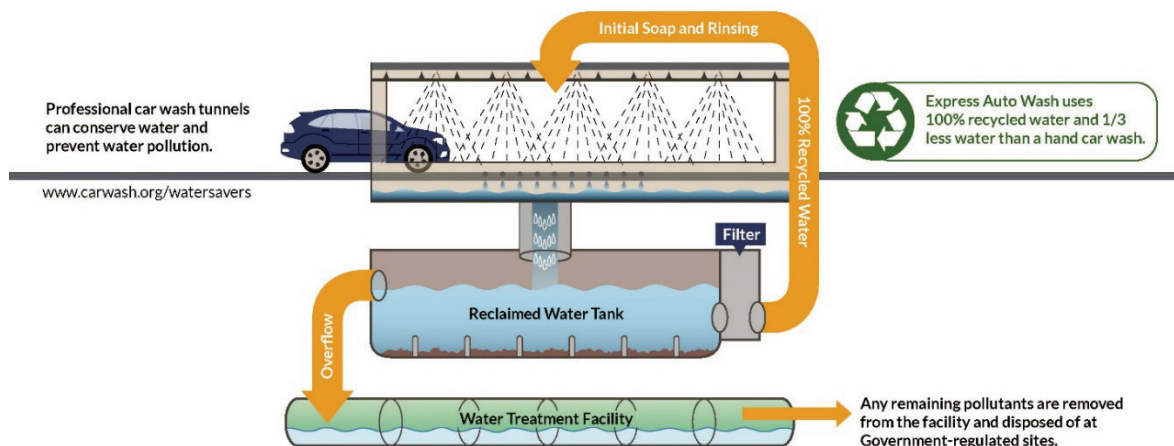 Initial Soap and Rinsing
Professional car wash tunnels
can conserve water and
prevent water pollution.
www.carwash.org/watersavers
100% Recycled Water
Express Auto Wash uses
100% recycled water and 1/3
less water than a hand car wash.
Filter
Reclaimed Water Tank
Overflow
Water Treatment Facility
Any remaining pollutants are removed
from the facility and disposed of at
Government-regulated sites.